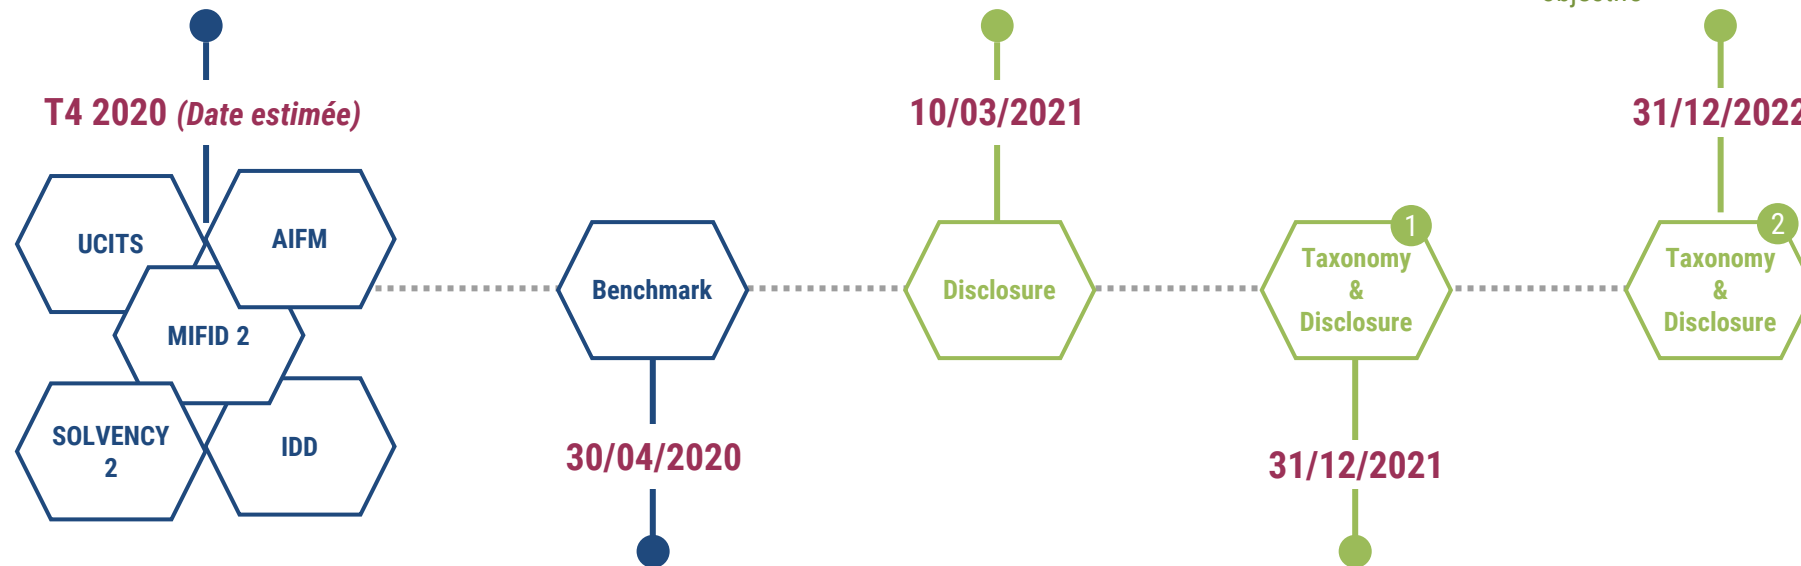 T4 2020 (Date estimée)
10/03/2021
31/12/2022
UCITS
AIFM
MIFID 2
SOLVENCY
2
IDD
Benchmark
30/04/2020
Disclosure
1
Taxonomy
&
Disclosure
31/12/2021
2
Taxonomy
&
Disclosure